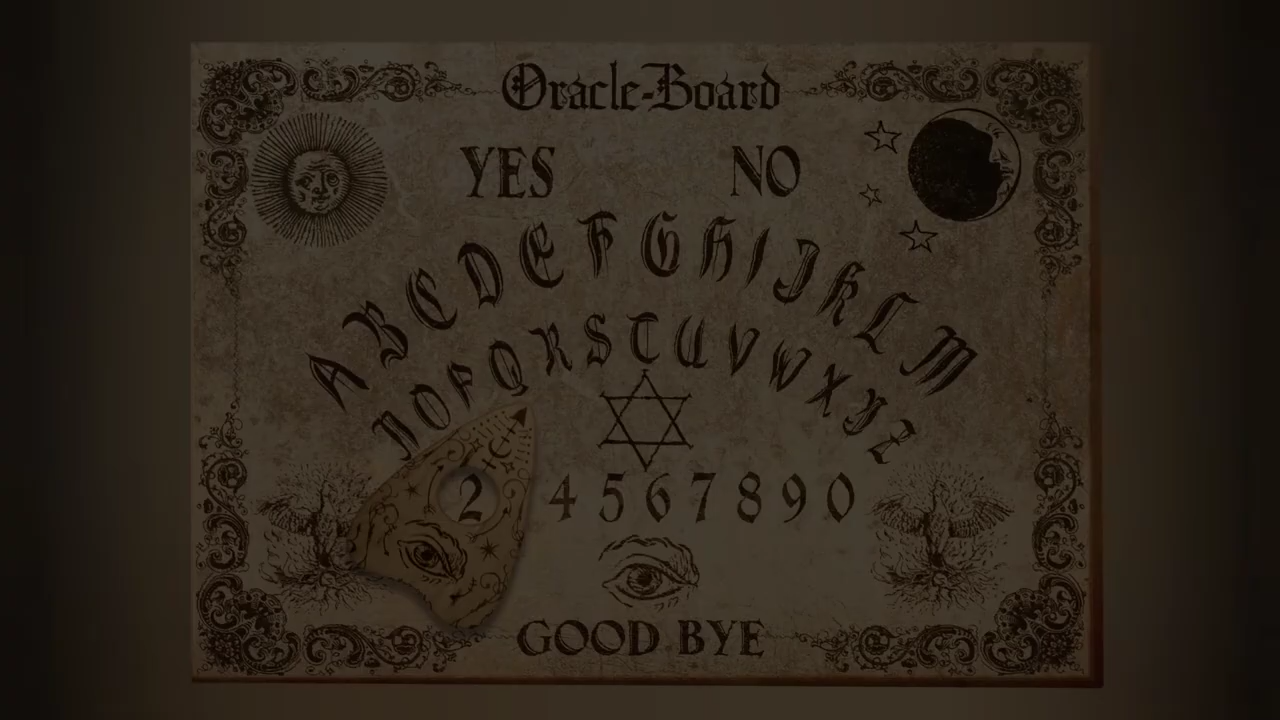 Oracle-Board
YES NO
ABCDEFGHIJKLM
NOPQRSTUVWXYZ
2 4567890
GOOD BYE